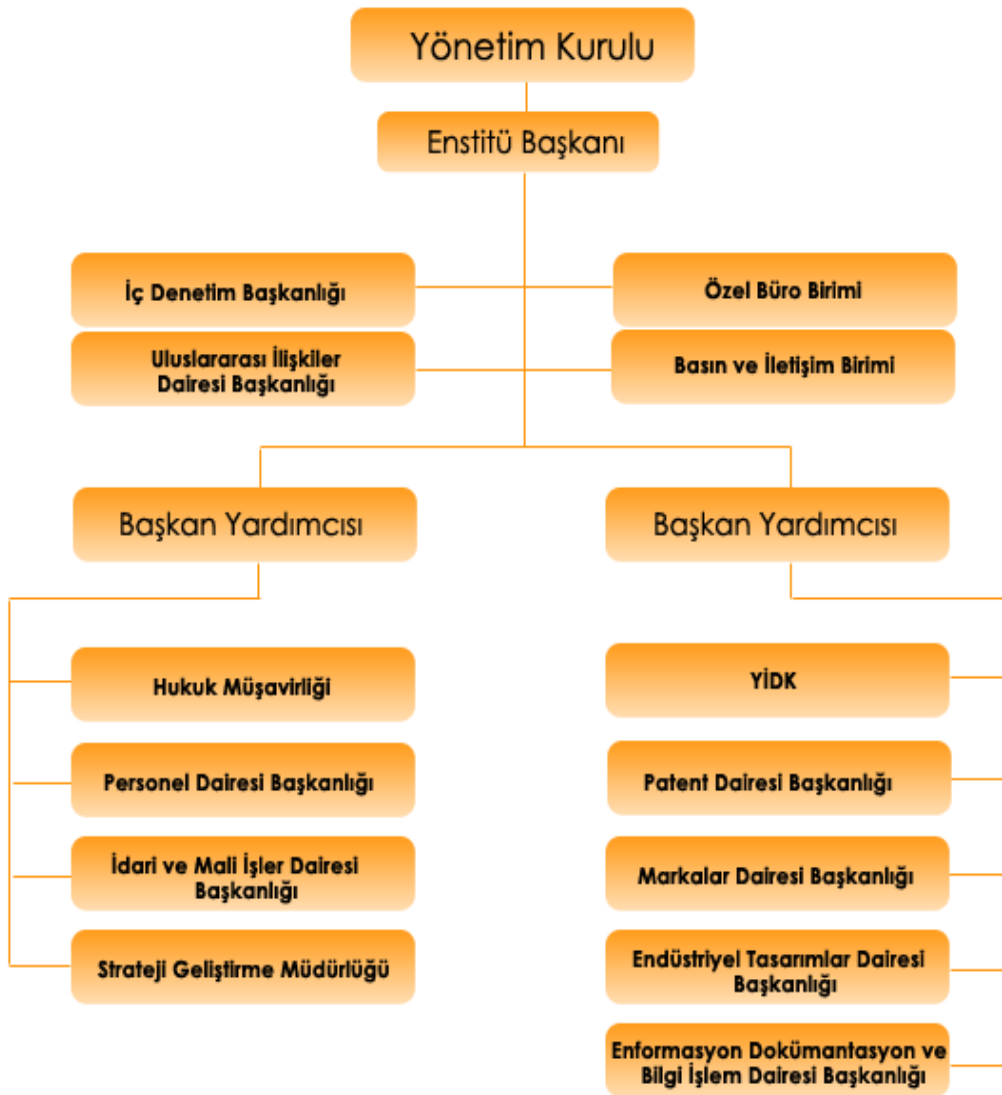 Yönetim Kurulu
Enstitü Başkanı
İç Denetim Başkanlığı
Özel Büro Birimi
Uluslararası İlişkiler
Dairesi Başkanlığı
Basın ve İletişim Birimi
Başkan Yardımcısı
Başkan Yardımcısı
Hukuk Müşavirliği
Personel Dairesi Başkanlığı
İdari ve Mali İşler Dairesi
Başkanlığı
Strateji Geliştirme Müdürlüğü
YİDK
Patent Dairesi Başkanlığı
Markalar Dairesi Başkanlığı
Endüstriyel Tasarımlar Dairesi
Başkanlığı
Enformasyon Dokümantasyon ve
Bilgi İşlem Dairesi Başkanlığı